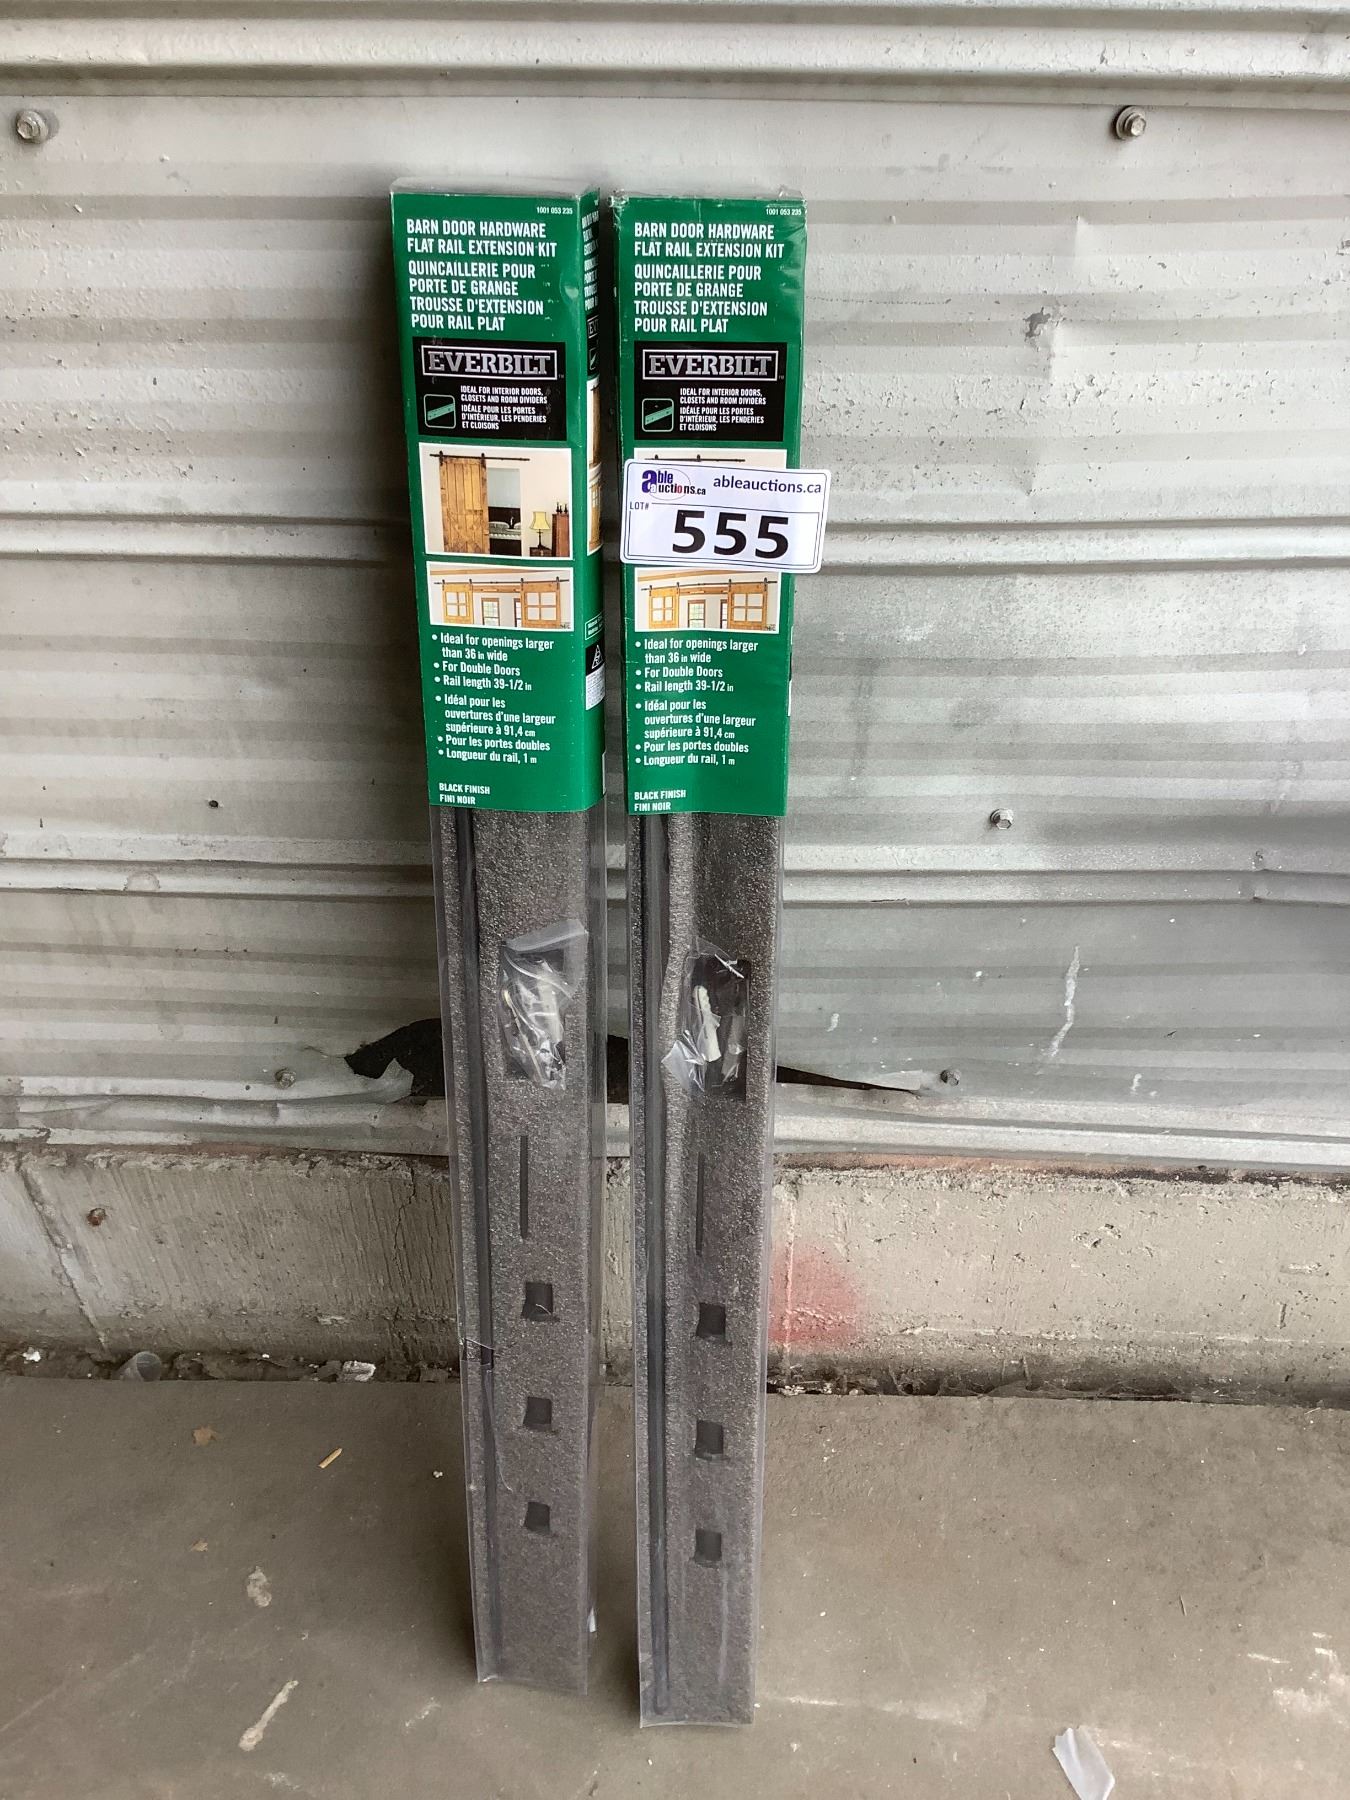 1001 053 235
BARN DOOR HARDWARE
FLAT RAIL EXTENSION KIT
QUINCAILLERIE POUR
PORTE DE GRANGE
TROUSSE D'EXTENSION
POUR RAIL PLAT
EVERBILT
IDEAL FOR INTERIOR DOORS,
CLOSETS AND ROOM DIVIDERS
IDÉALE POUR LES PORTES
D'INTÉRIEUR, LES PENDERIES
ET CLOISONS
• Ideal for openings larger
than 36 in wide
• For Double Doors
• Rail length 39-1/2 in
• Idéal pour les
ouvertures d'une largeur
supérieure à 91,4 cm
• Pour les portes doubles
• Longueur du rail, 1 m
BLACK FINISH
FINI NOIR
1001 053 235
BARN DOOR HARDWARE
FLAT RAIL EXTENSION KIT
QUINCAILLERIE POUR
PORTE DE GRANGE
TROUSSE D'EXTENSION
POUR RAIL PLAT
EVERBILT
IDEAL FOR INTERIOR DOORS,
CLOSETS AND ROOM DIVIDERS
IDÉALE POUR LES PORTES
D'INTÉRIEUR, LES PENDERIES
ET CLOISONS
able auctions.ca
ableauctions.ca
LOT#
555
• Ideal for openings larger
than 36 in wide
• For Double Doors
• Rail length 39-1/2 in
• Idéal pour les
ouvertures d'une largeur
supérieure à 91,4 cm
• Pour les portes doubles
• Longueur du rail, 1 m
BLACK FINISH
FINI NOIR